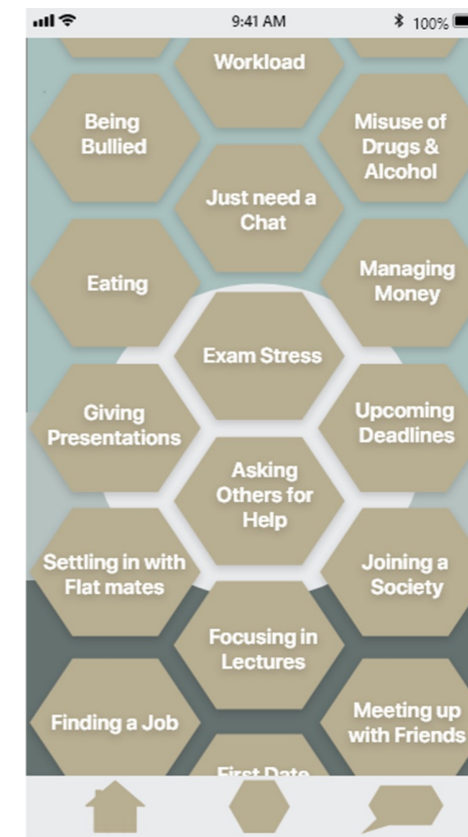 9:41 AM
100%
Workload
Being
Bullied
Misuse of
Drugs &
Alcohol
Just need a
Chat
Eating
Managing
Money
Exam Stress
Giving
Presentations
Upcoming
Deadlines
Asking
Others for
Help
Settling in with
Flat mates
Joining a
Society
Focusing in
Lectures
Finding a Job
Meeting up
with Friends
First Date